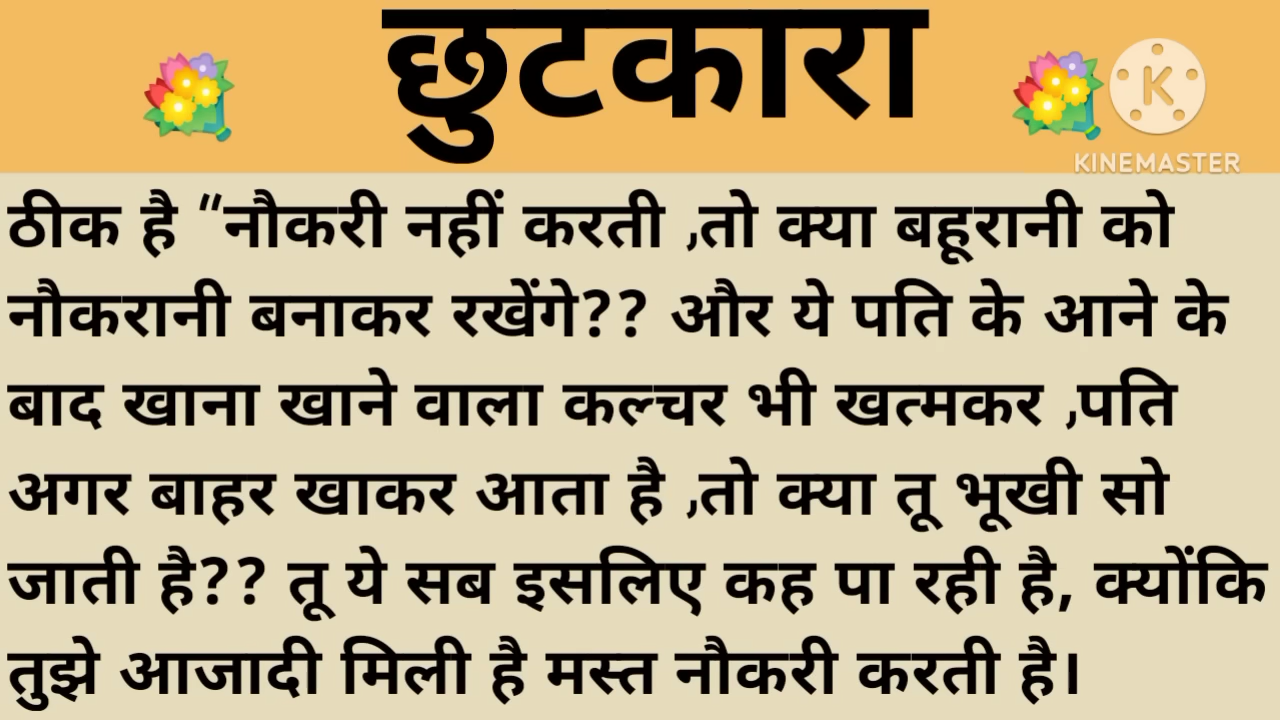 छुटकारा
K
KINEMASTER
ठीक है "नौकरी नहीं करती ,तो क्या बहूरानी को
नौकरानी बनाकर रखेंगे?? और ये पति के आने के
बाद खाना खाने वाला कल्चर भी खत्मकर ,पति
अगर बाहर खाकर आता है ,तो क्या तू भूखी सो
जाती है?? तू ये सब इसलिए कह पा रही है, क्योंकि
तुझे आजादी मिली है मस्त नौकरी करती है।